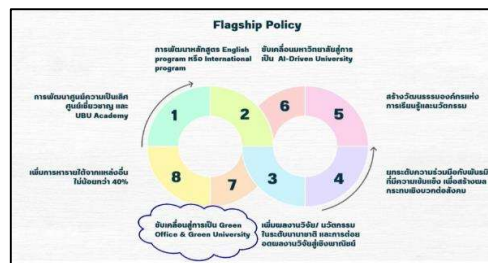 Flagship Policy
การพัฒนาหลักสูตร English
program หรือ International
program
ขับเคลื่อนมหาวิทยาลัยสู่การ
เป็น AI-Driven University
การพัฒนาศูนย์ความเป็นเลิศ
ศูนย์เชี่ยวชาญ และ
UBU Academy
1
2
6
5
สร้างวัฒนธรรมองค์กรแห่ง
การเรียนรู้และนวัตกรรม
เพิ่มการหารายได้จากแหล่งอื่น
ไม่น้อยกว่า 40%
8
7
3
4
ยกระดับความร่วมมือกับพันธมิตร
ที่มีความเข้มแข็ง เพื่อสร้างผล
กระทบเชิงบวกต่อสังคม
ขับเคลื่อนสู่การเป็น Green
Office & Green University
เพิ่มผลงานวิจัย/ นวัตกรรม
ในระดับนานาชาติ และการต่อย
อดผลงานวิจัยสู่เชิงพาณิชย์